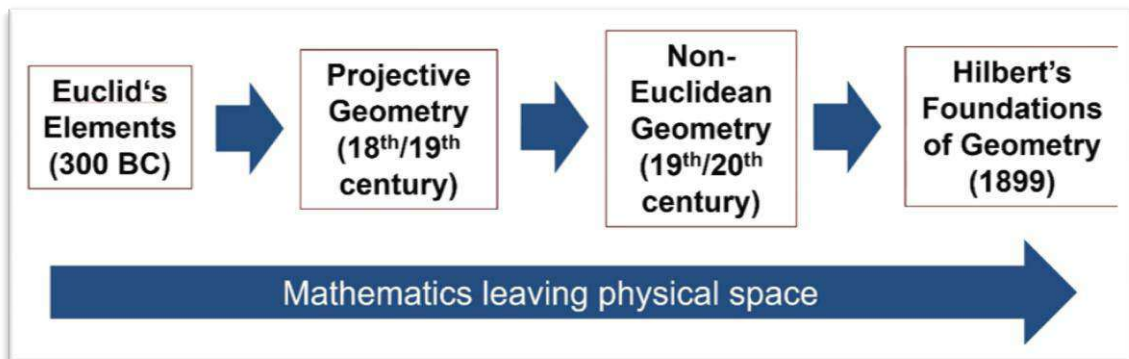 Euclid‘s
Elements
(300 BC)
Projective
Geometry
(18th/19th
century)
Non-
Euclidean
Geometry
(19th/20th
century)
Hilbert’s
Foundations
of Geometry
(1899)
Mathematics leaving physical space